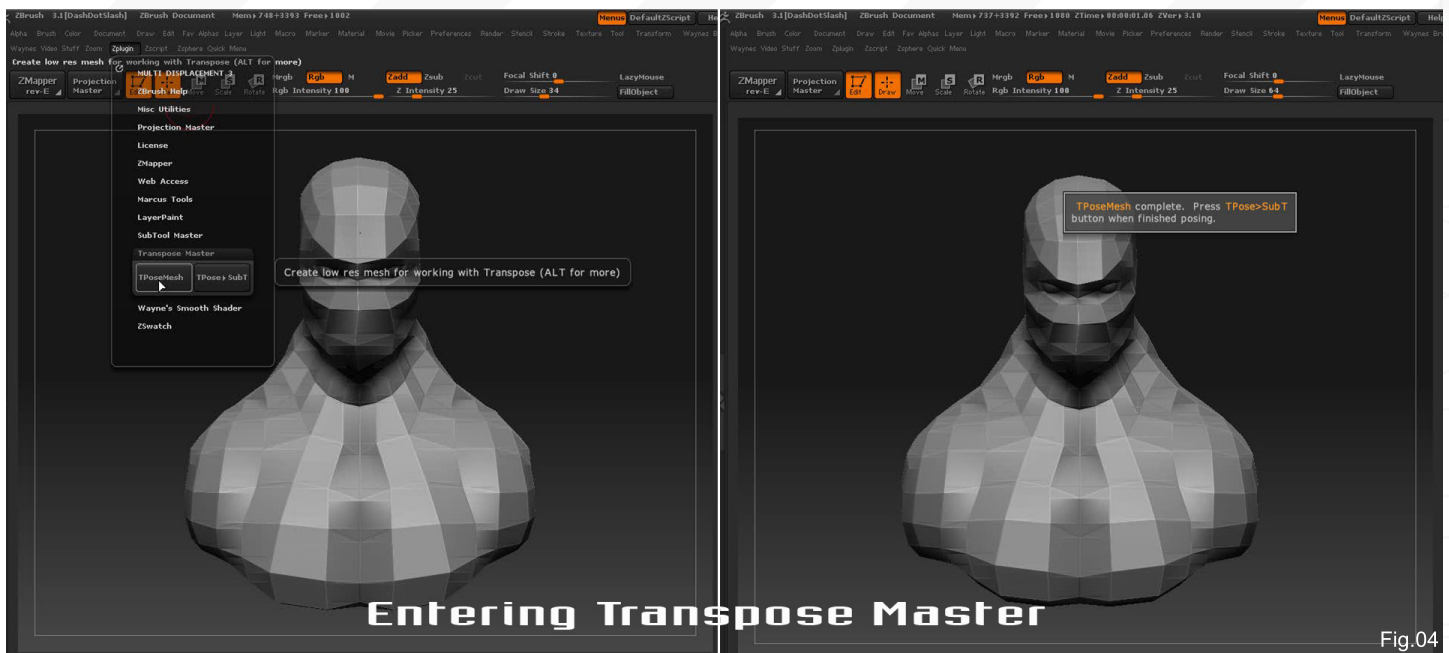 ZBrush 3.1[DashDotSlash] ZBrush Document Mem▸748+3393 Free▸1002 Menus DefaultZScript He
Alpha Brush Color Document Draw Edit Fav Alphas Layer Light Macro Marker Material Movie Picker Preferences Render Stencil Stroke Texture Tool Transform Waynes B
Waynes Video Stuff Zoom Zplugin Zscript Zsphere Quick Menu
Create low res mesh for working with Transpose (ALT for more)
ZMapper rev-E
Projection Master
Scale
Rotate
Mrgb Rgb M
Rgb Intensity 100
Zadd Zsub Zcut
Z Intensity 25
Focal Shift 0
Draw Size 34
LazyMouse
FillObject
MULTI DISPLACEMENT 3
ZBrush Help
Misc Utilities
Projection Master
License
ZMapper
Web Access
Marcus Tools
LayerPaint
SubTool Master
Transpose Master
TPoseMesh TPose▸SubT
Create low res mesh for working with Transpose (ALT for more)
Wayne's Smooth Shader
ZSwatch
ZBrush 3.1[DashDotSlash] ZBrush Document Mem▸737+3392 Free▸1080 ZTime▸00:00:01.06 ZVer▸3.10 Menus DefaultZScript Help
Alpha Brush Color Document Draw Edit Fav Alphas Layer Light Macro Marker Material Movie Picker Preferences Render Stencil Stroke Texture Tool Transform Waynes Bru
Waynes Video Stuff Zoom Zplugin Zscript Zsphere Quick Menu
ZMapper rev-E
Projection Master
Edit Draw Move Scale Rotate
Mrgb Rgb M
Rgb Intensity 100
Zadd Zsub Zcut
Z Intensity 25
Focal Shift 0
Draw Size 64
LazyMouse
FillObject
TPoseMesh complete. Press TPose>SubT
button when finished posing.
Entering Transpose Master
Fig.04